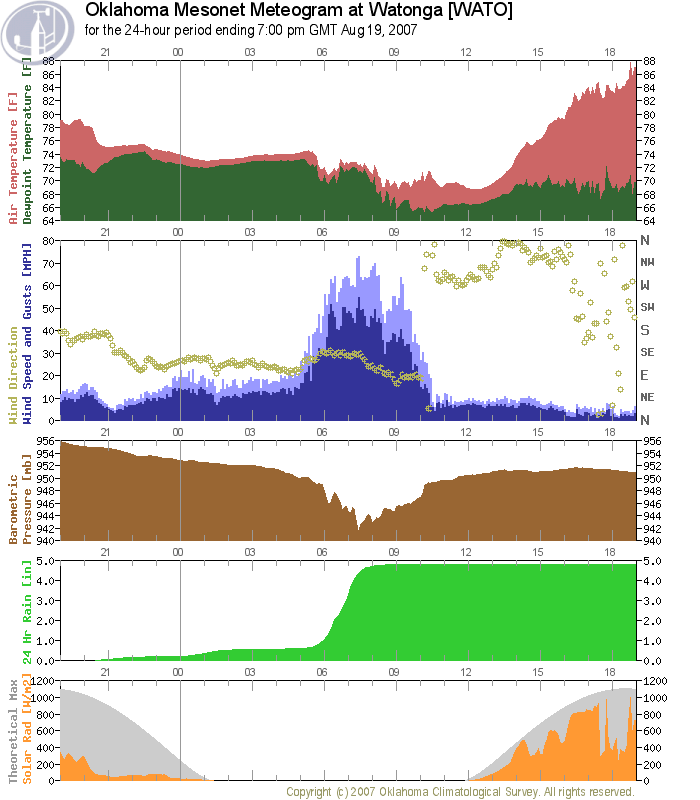 Oklahoma Mesonet Meteogram at Watonga [WATO]
for the 24-hour period ending 7:00 pm GMT Aug 19, 2007
21 00 03 06 09 12 15 18
Air Temperature [F]
Dewpoint Temperature [F]
88 88
86 86
84 84
82 82
80 80
78 78
76 76
74 74
72 72
70 70
68 68
66 66
64 64
21 00 03 06 09 12 15 18
Wind Direction
Wind Speed and Gusts [MPH]
80 N
70 NW
60 W
50 SW
40 S
30 SE
20 E
10 NE
0 N
21 00 03 06 09 12 15 18
Barometric
Pressure [mb]
956 956
954 954
952 952
950 950
948 948
946 946
944 944
942 942
940 940
21 00 03 06 09 12 15 18
24 Hr Rain [in]
5.0 5.0
4.0 4.0
3.0 3.0
2.0 2.0
1.0 1.0
0.0 0.0
21 00 03 06 09 12 15 18
Theoretical Max
Solar Rad [W/m2]
1200 1200
1000 1000
800 800
600 600
400 400
200 200
0 0
Copyright (c) 2007 Oklahoma Climatological Survey. All rights reserved.